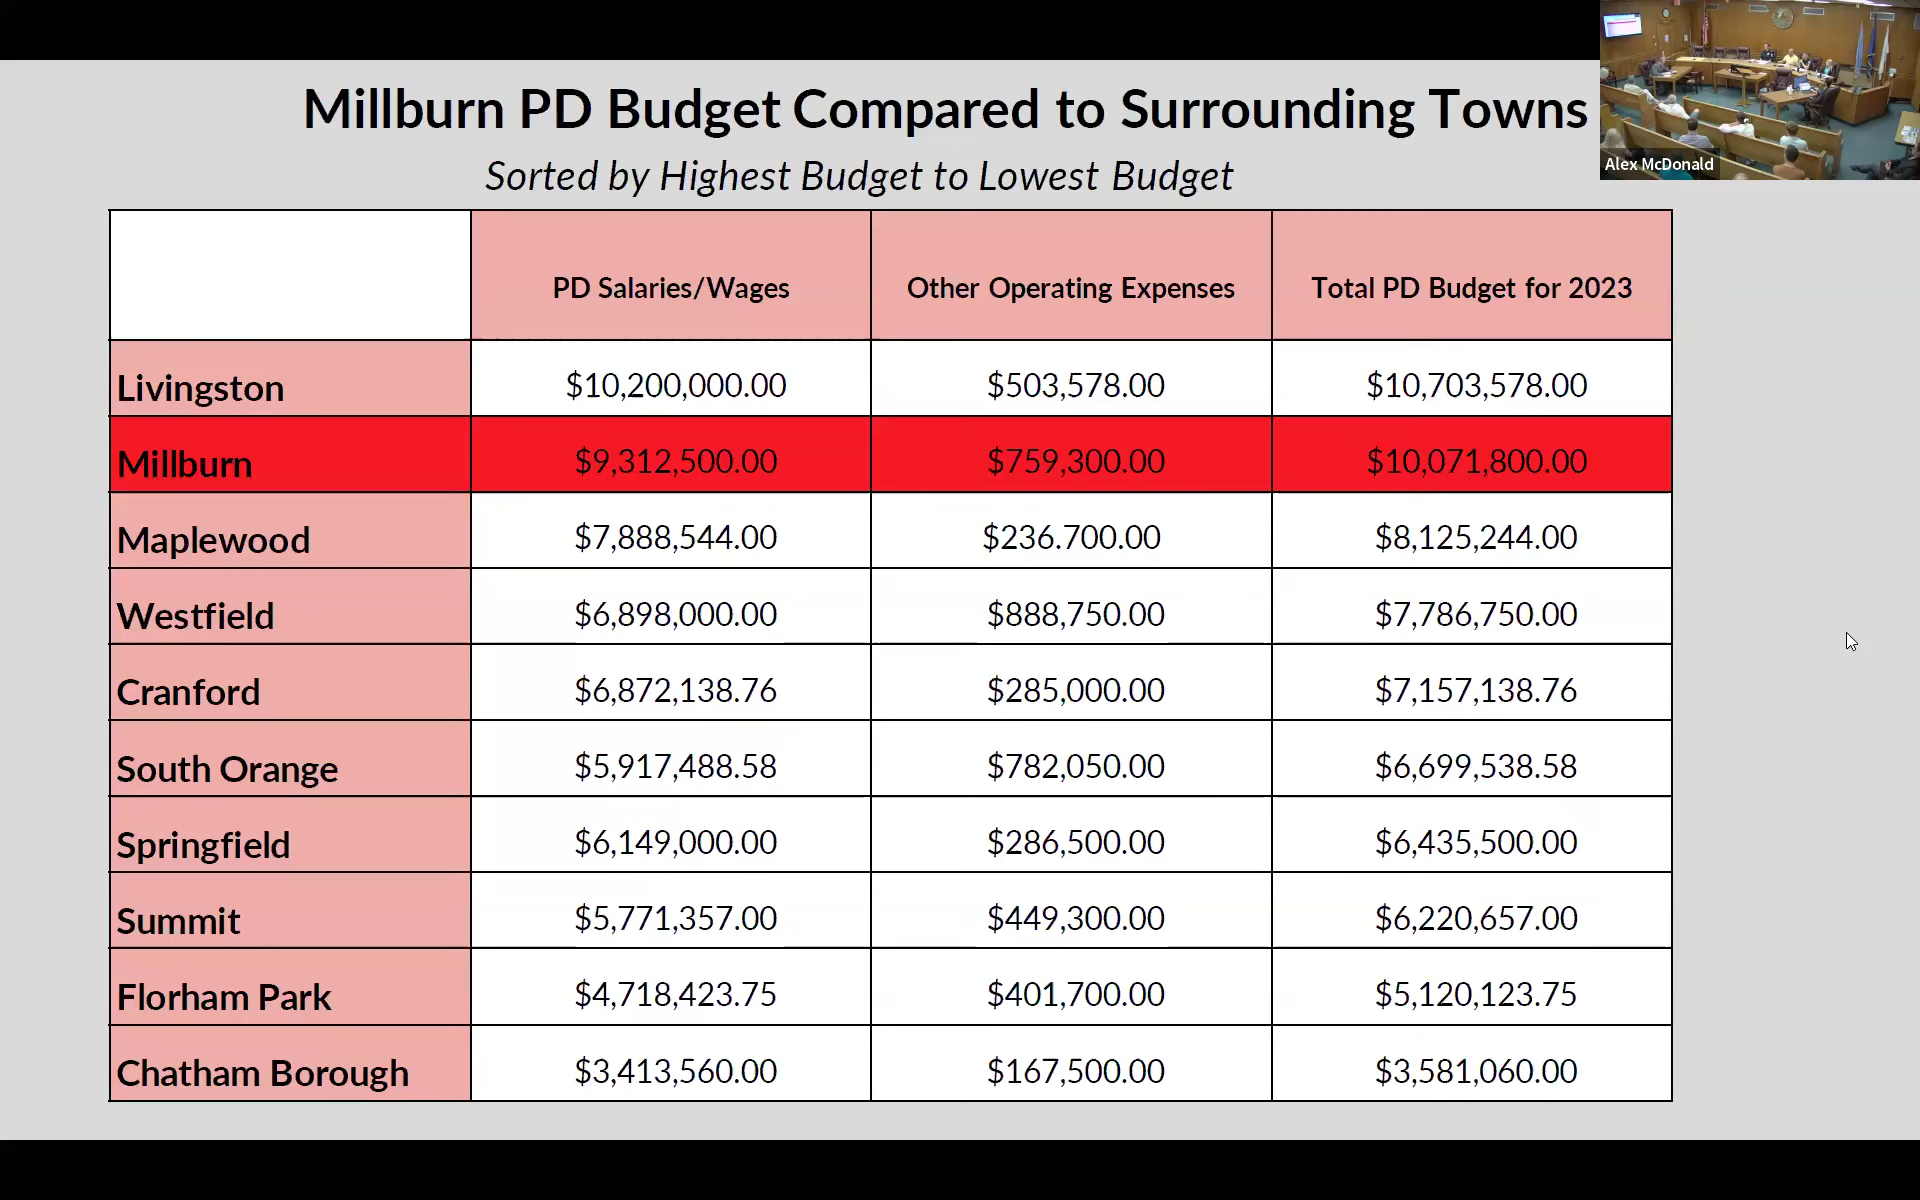 Millburn PD Budget Compared to Surrounding Towns
Sorted by Highest Budget to Lowest Budget
Alex McDonald
PD Salaries/Wages Other Operating Expenses Total PD Budget for 2023
Livingston $10,200,000.00 $503,578.00 $10,703,578.00
Millburn $9,312,500.00 $759,300.00 $10,071,800.00
Maplewood $7,888,544.00 $236.700.00 $8,125,244.00
Westfield $6,898,000.00 $888,750.00 $7,786,750.00
Cranford $6,872,138.76 $285,000.00 $7,157,138.76
South Orange $5,917,488.58 $782,050.00 $6,699,538.58
Springfield $6,149,000.00 $286,500.00 $6,435,500.00
Summit $5,771,357.00 $449,300.00 $6,220,657.00
Florham Park $4,718,423.75 $401,700.00 $5,120,123.75
Chatham Borough $3,413,560.00 $167,500.00 $3,581,060.00